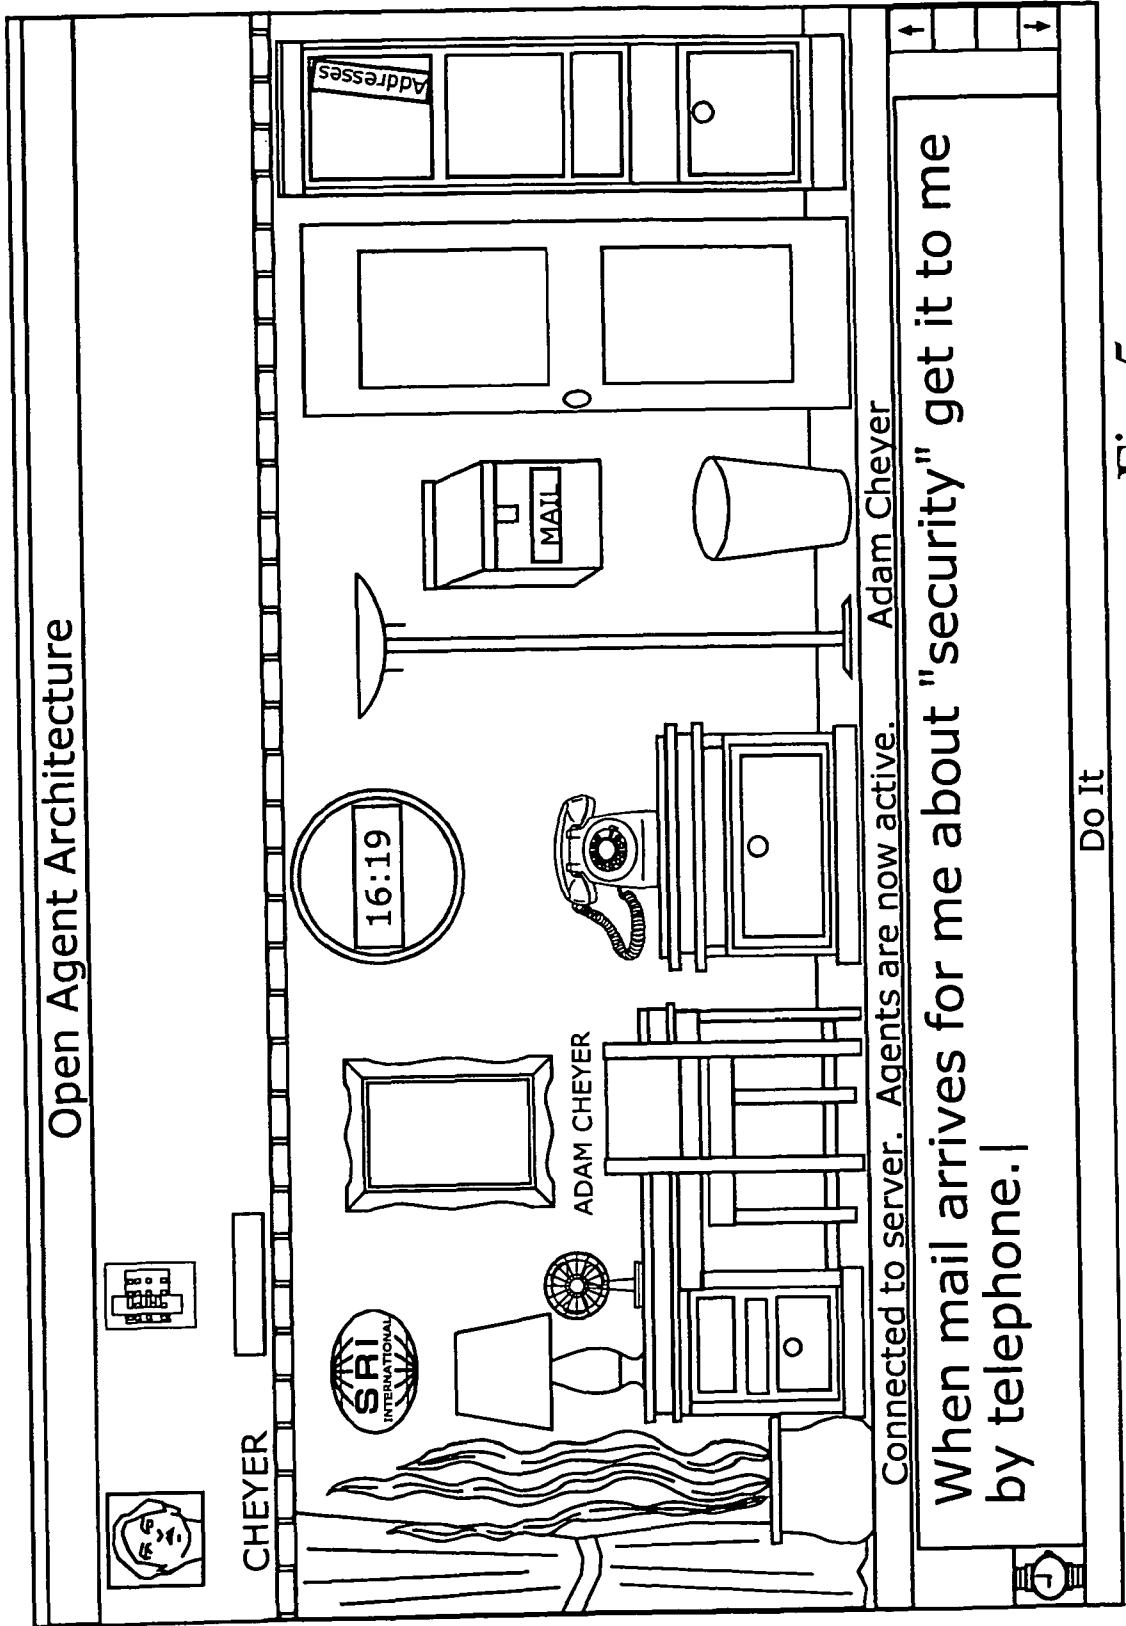 Open Agent Architecture
CHEYER
SRI
INTERNATIONAL
ADAM CHEYER
16:19
MAIL
Addresses
Connected to server. Agents are now active. Adam Cheyer
When mail arrives for me about "security" get it to me
by telephone.
Do It